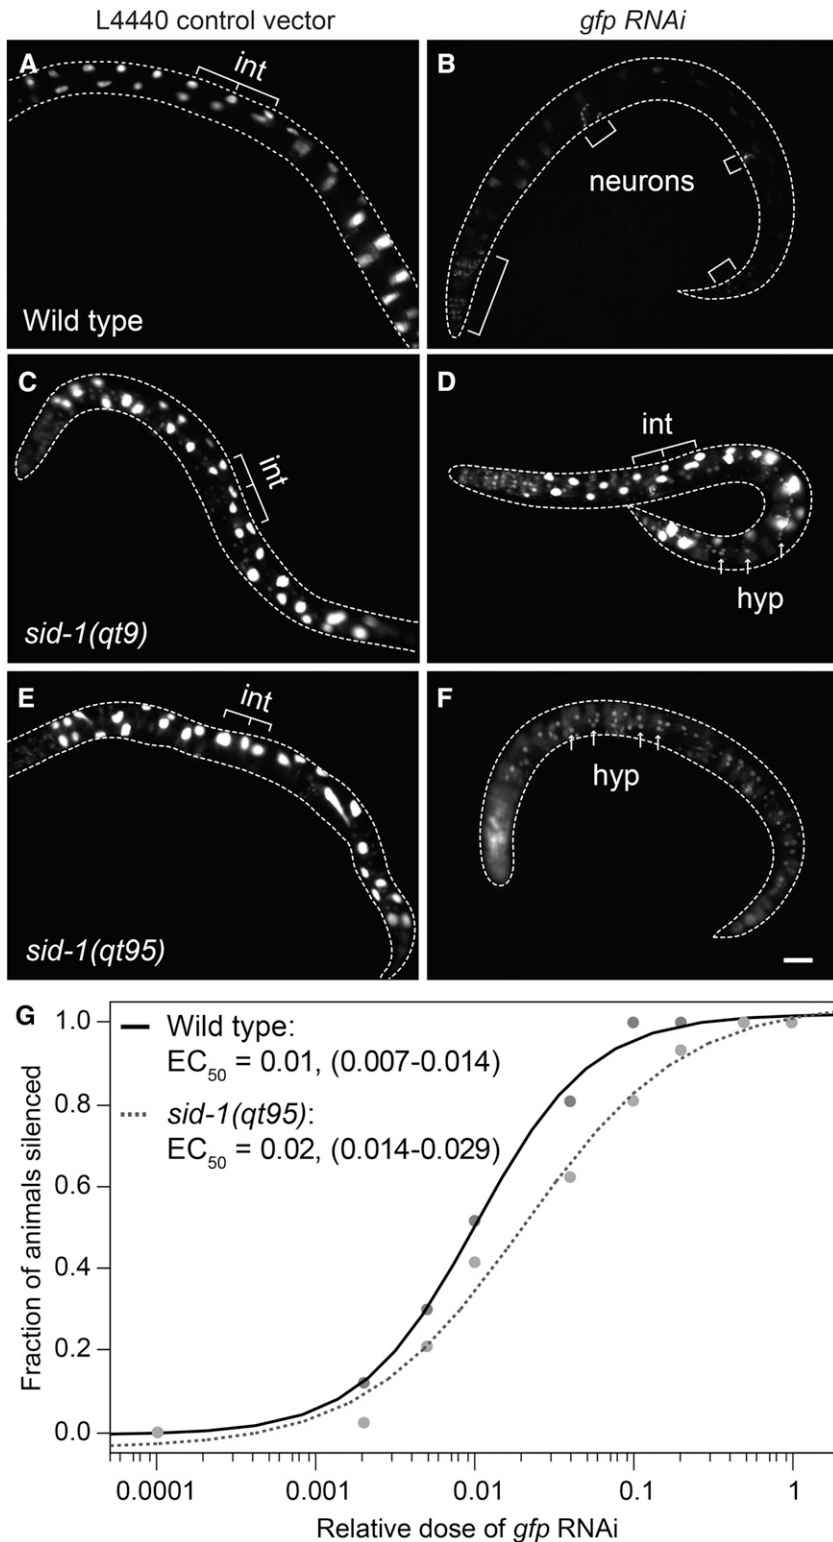 L4440 control vector
gfp RNAi
A
int
Wild type
B
neurons
C
int
sid-1(qt9)
D
int
hyp
E
int
sid-1(qt95)
F
hyp
G
Wild type:
EC50 = 0.01, (0.007-0.014)
sid-1(qt95):
EC50 = 0.02, (0.014-0.029)
Fraction of animals silenced
1.0
0.8
0.6
0.4
0.2
0.0
0.0001
0.001
0.01
0.1
1
Relative dose of gfp RNAi